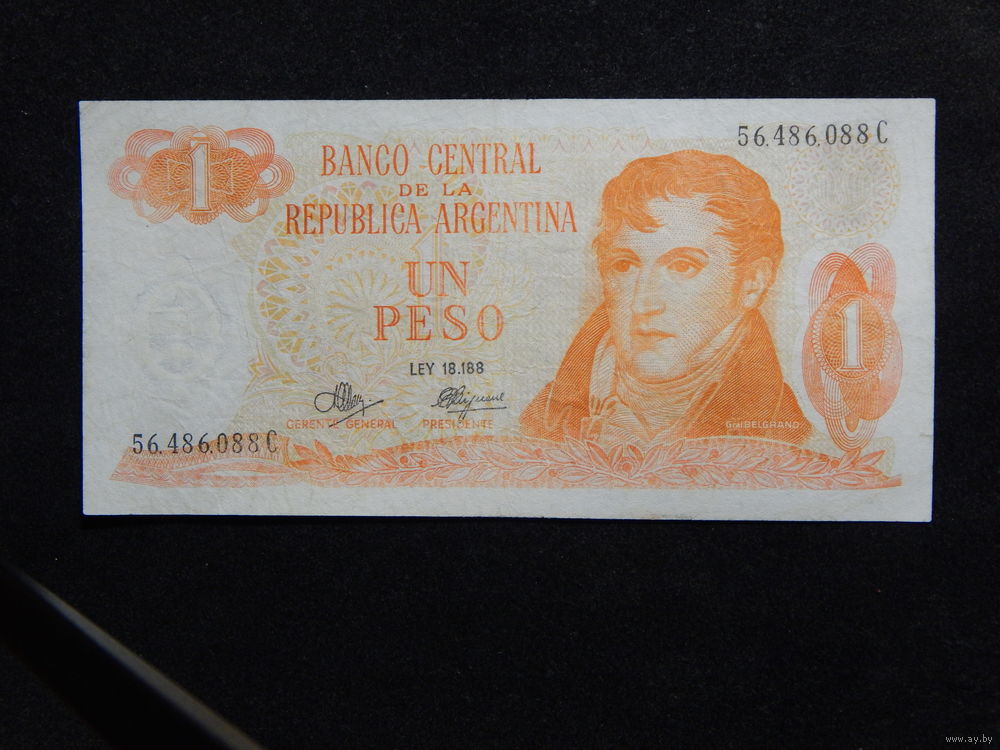 1
56.486.088 C
BANCO CENTRAL
DE LA
REPUBLICA ARGENTINA
UN
PESO
1
LEY 18.188
GERENTE GENERAL PRESIDENTE
Gral BELGRANO
56.486.088 C
www.ay.by